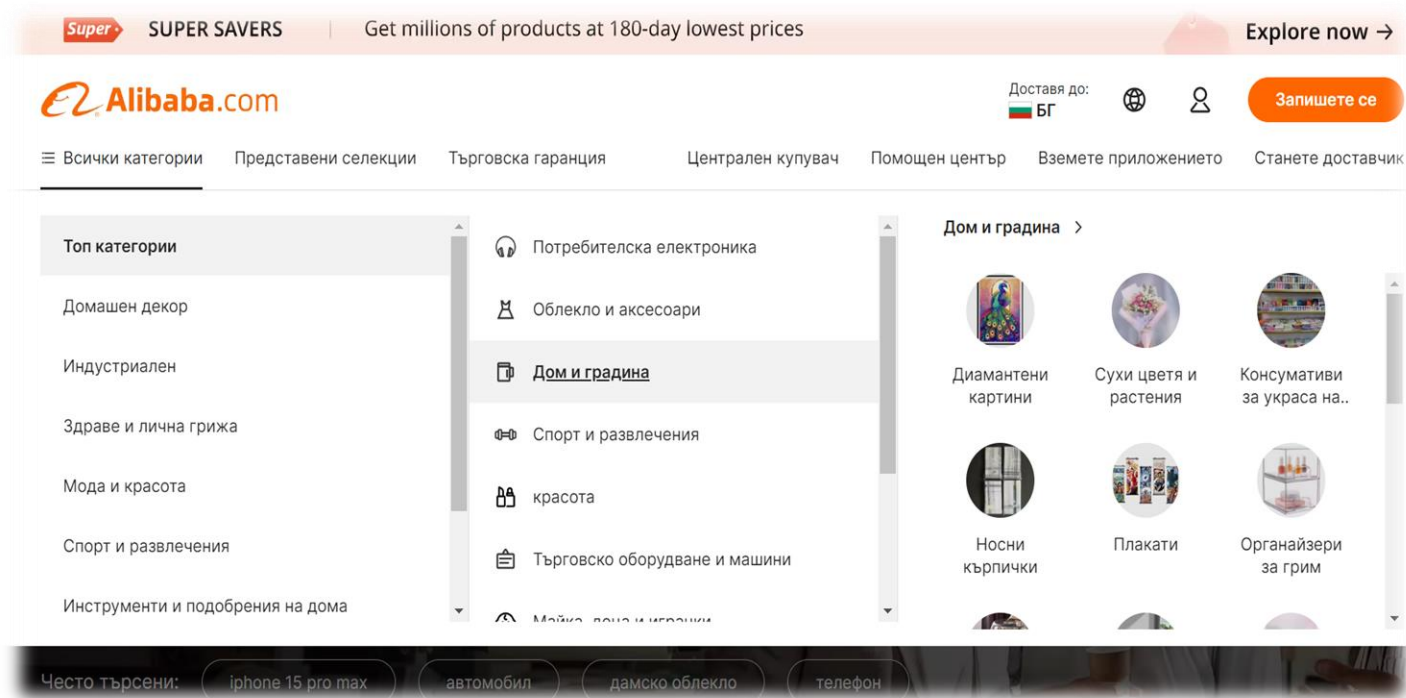 Super SUPER SAVERS Get millions of products at 180-day lowest prices Explore now →
Alibaba.com
Доставя до:
БГ
Запишете се
Всички категории Представени селекции Търговска гаранция Централен купувач Помощен център Вземете приложението Станете доставчик
Топ категории
Домашен декор
Индустриален
Здраве и лична грижа
Мода и красота
Спорт и развлечения
Инструменти и подобрения на дома
Потребителска електроника
Облекло и аксесоари
Дом и градина
Спорт и развлечения
красота
Търговско оборудване и машини
Майка, деца и играчки
Дом и градина >
Диамантени
картини
Сухи цветя и
растения
Консумативи
за украса на..
Носни
кърпички
Плакати
Органайзери
за грим
Често търсени: iphone 15 pro max автомобил дамско облекло телефон